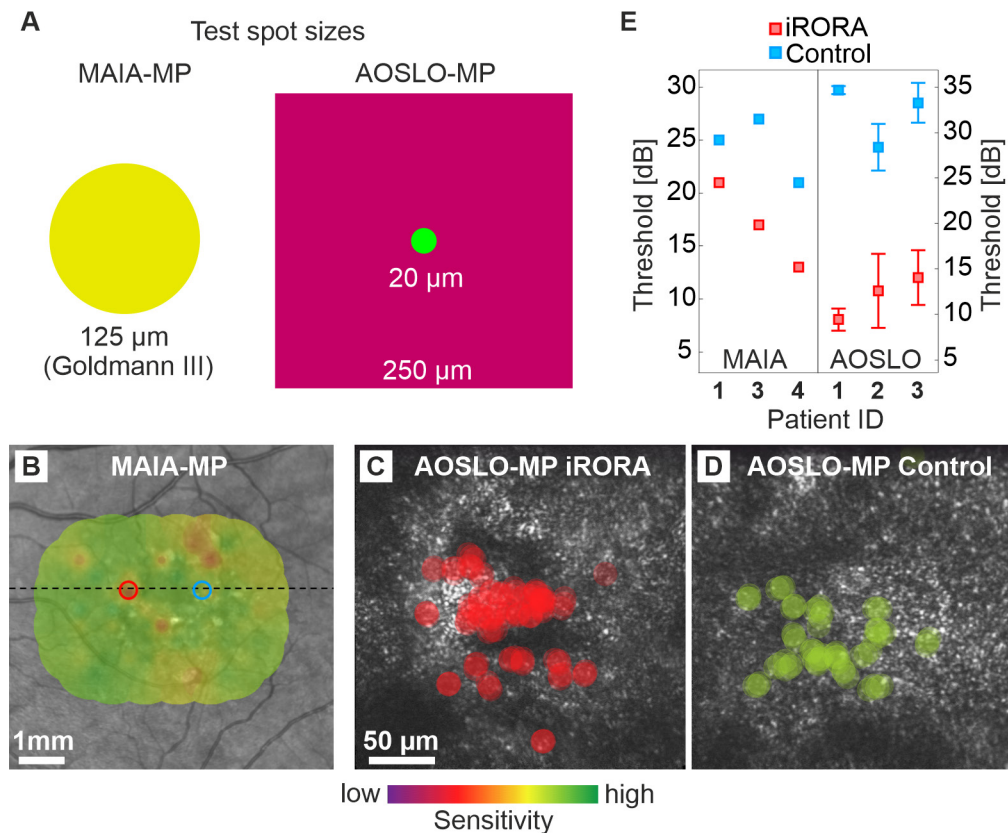 A
Test spot sizes
MAIA-MP
AOSLO-MP
125 µm
(Goldmann III)
20 µm
250 µm
E
iRORA
Control
Threshold [dB]
30
25
20
15
10
5
35
30
25
20
15
10
5
Threshold [dB]
MAIA
AOSLO
1 3 4 1 2 3
Patient ID
B
MAIA-MP
1mm
C
AOSLO-MP iRORA
50 µm
D
AOSLO-MP Control
low
high
Sensitivity